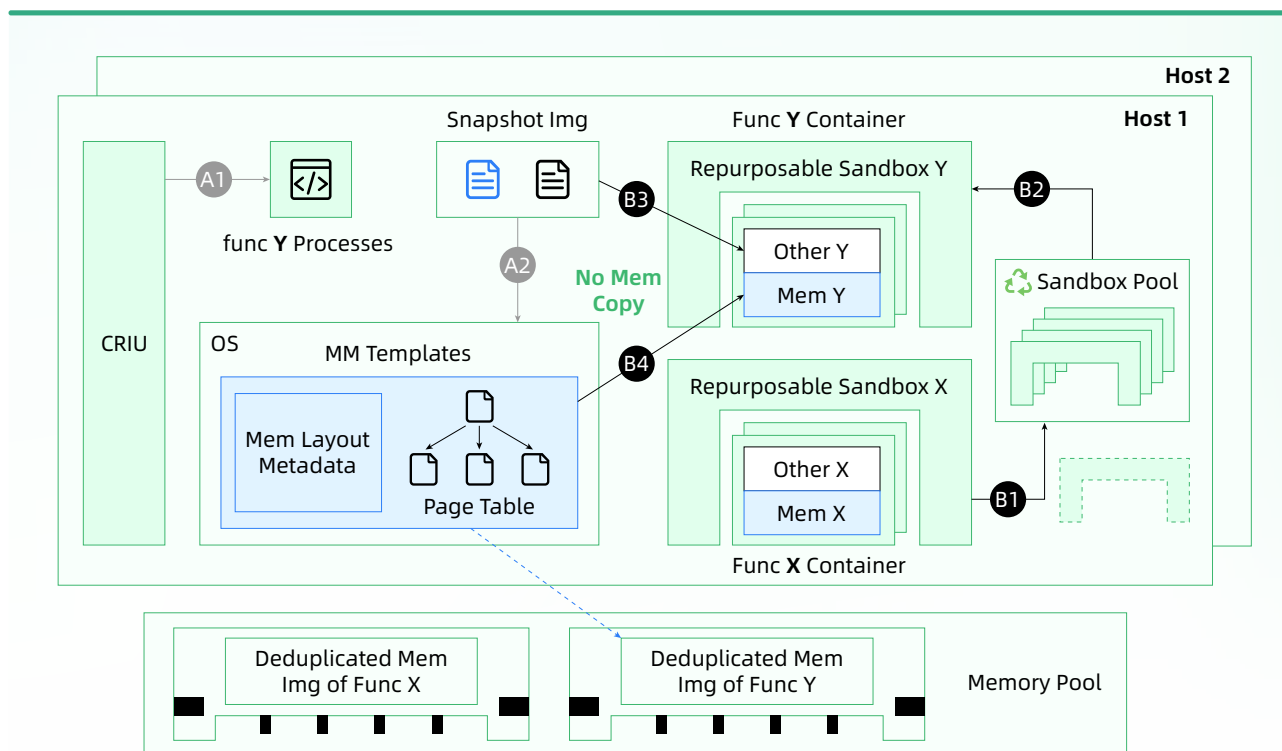 Host 2
Host 1
Snapshot Img
Func Y Container
A1
</>
func Y Processes
Repurposable Sandbox Y
B2
B3
A2
No Mem
Copy
Other Y
Mem Y
Sandbox Pool
CRIU
OS
MM Templates
B4
Repurposable Sandbox X
Mem Layout
Metadata
Page Table
Other X
Mem X
B1
Func X Container
Deduplicated Mem
Img of Func X
Deduplicated Mem
Img of Func Y
Memory Pool